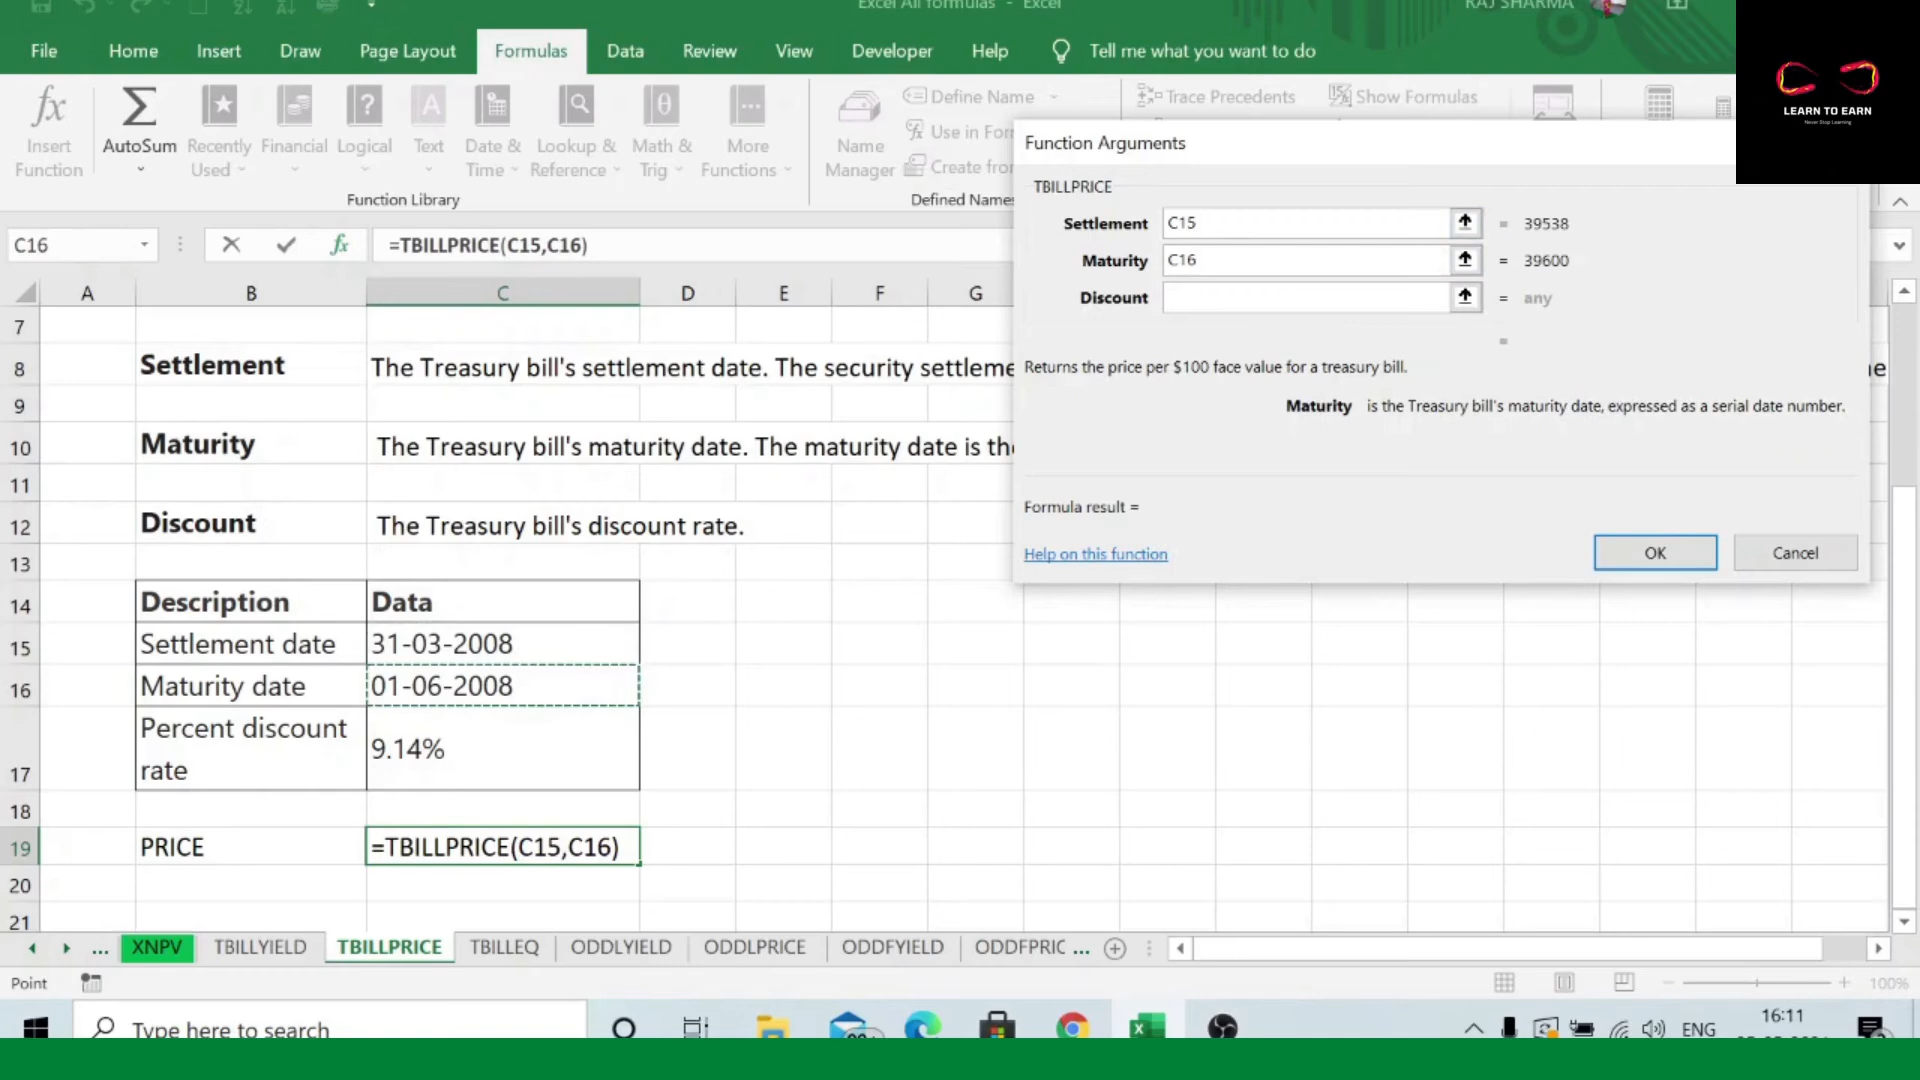 Excel All formulas - Excel
RAJ SHARMA
File Home Insert Draw Page Layout Formulas Data Review View Developer Help Tell me what you want to do
LEARN TO EARN
Never Stop Learning
Insert Function
AutoSum
Recently Used
Financial
Logical
Text
Date & Time
Lookup & Reference
Math & Trig
More Functions
Function Library
Name Manager
Define Name
Use in For
Create fro
Defined Names
Trace Precedents
Show Formulas
Function Arguments
TBILLPRICE
Settlement C15 = 39538
Maturity C16 = 39600
Discount = any
=
Returns the price per $100 face value for a treasury bill.
Maturity is the Treasury bill's maturity date, expressed as a serial date number.
Formula result =
Help on this function
OK Cancel
C16 fx =TBILLPRICE(C15,C16)
A B C D E F G
7
8 Settlement The Treasury bill's settlement date. The security settleme
9
10 Maturity The Treasury bill's maturity date. The maturity date is the
11
12 Discount The Treasury bill's discount rate.
13
14 Description Data
15 Settlement date 31-03-2008
16 Maturity date 01-06-2008
17 Percent discount rate 9.14%
18
19 PRICE =TBILLPRICE(C15,C16)
20
21
... XNPV TBILLYIELD TBILLPRICE TBILLEQ ODDLYIELD ODDLPRICE ODDFYIELD ODDFPRIC ...
Point 100%
Type here to search ENG 16:11